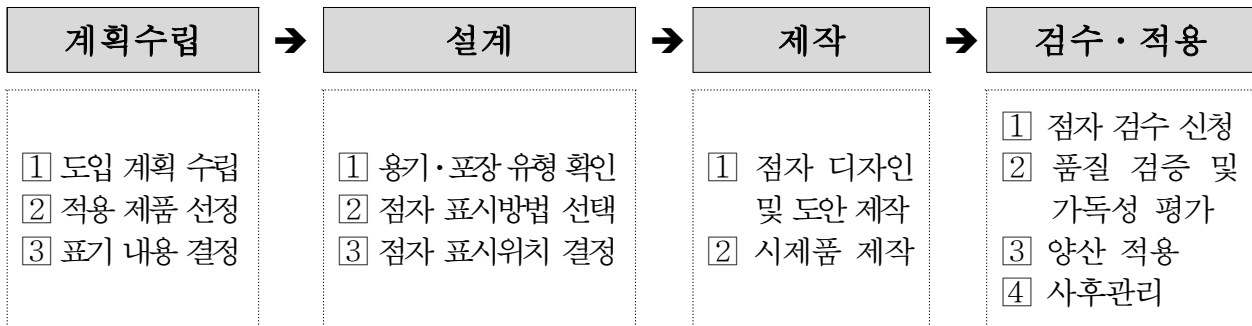 계획수립 ➔ 설계 ➔ 제작 ➔ 검수·적용
1 도입 계획 수립
2 적용 제품 선정
3 표기 내용 결정
1 용기·포장 유형 확인
2 점자 표시방법 선택
3 점자 표시위치 결정
1 점자 디자인
및 도안 제작
2 시제품 제작
1 점자 검수 신청
2 품질 검증 및
가독성 평가
3 양산 적용
4 사후관리